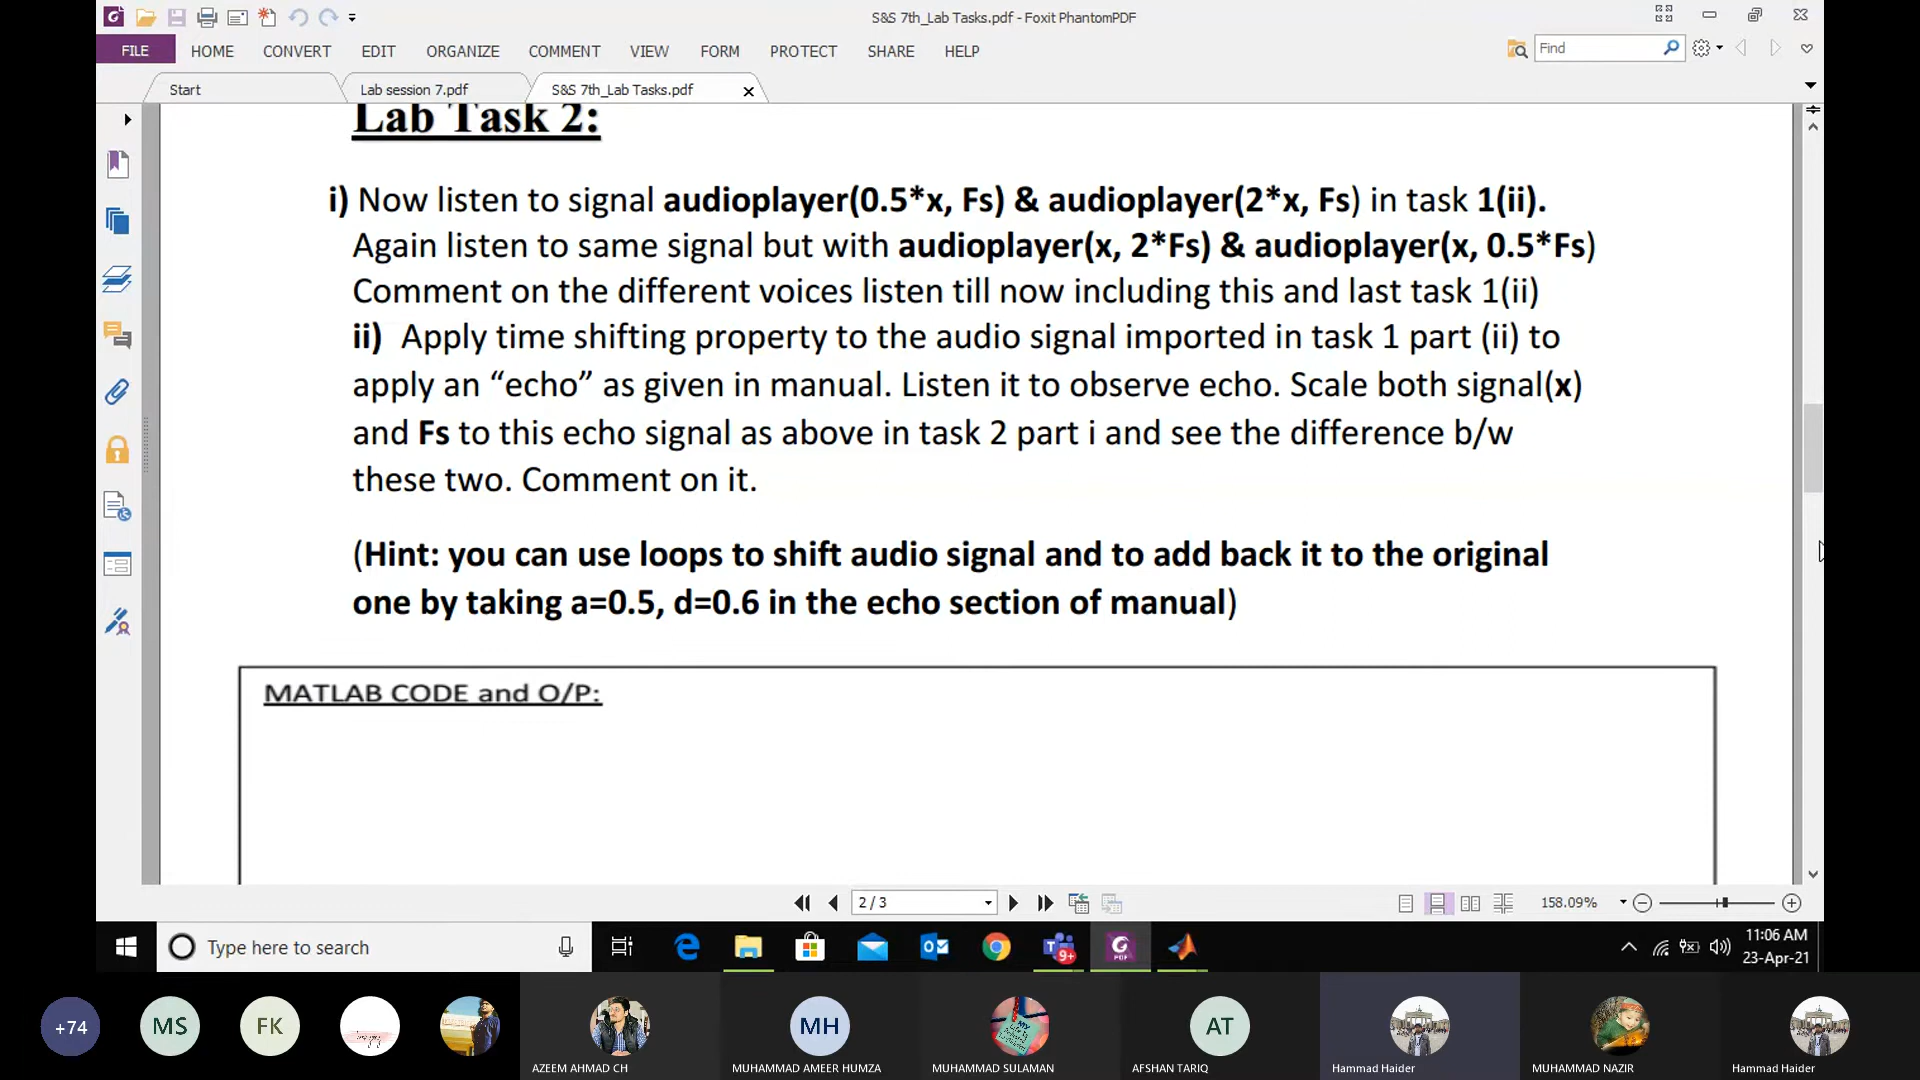 S&S 7th_Lab Tasks.pdf - Foxit PhantomPDF
FILE HOME CONVERT EDIT ORGANIZE COMMENT VIEW FORM PROTECT SHARE HELP Find
Start Lab session 7.pdf S&S 7th_Lab Tasks.pdf
Lab Task 2:
i) Now listen to signal audioplayer(0.5*x, Fs) & audioplayer(2*x, Fs) in task 1(ii).
Again listen to same signal but with audioplayer(x, 2*Fs) & audioplayer(x, 0.5*Fs)
Comment on the different voices listen till now including this and last task 1(ii)
ii) Apply time shifting property to the audio signal imported in task 1 part (ii) to
apply an “echo” as given in manual. Listen it to observe echo. Scale both signal(x)
and Fs to this echo signal as above in task 2 part i and see the difference b/w
these two. Comment on it.
(Hint: you can use loops to shift audio signal and to add back it to the original
one by taking a=0.5, d=0.6 in the echo section of manual)
MATLAB CODE and O/P:
2 / 3 158.09%
Type here to search 9+ PDF 11:06 AM
23-Apr-21
+74 MS FK MH AT
AZEEM AHMAD CH MUHAMMAD AMEER HUMZA MUHAMMAD SULAMAN AFSHAN TARIQ Hammad Haider MUHAMMAD NAZIR Hammad Haider